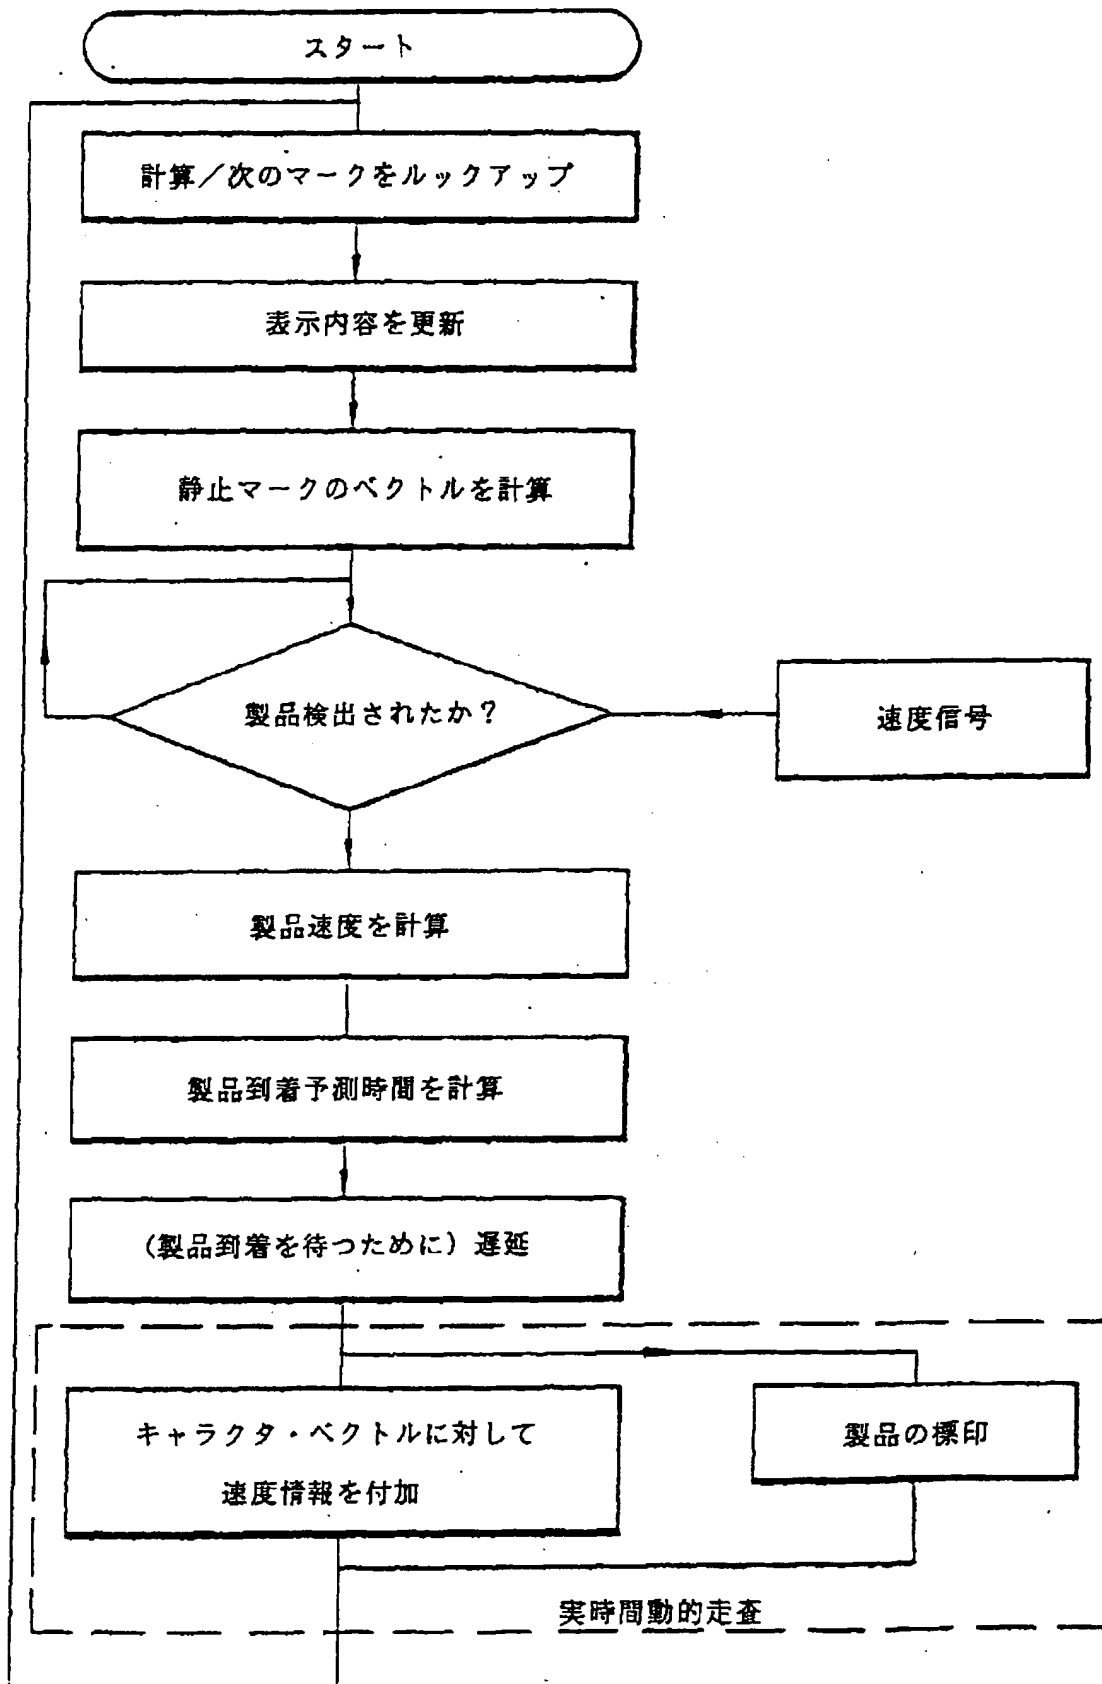 スタート
計算／次のマークをルックアップ
表示内容を更新
静止マークのベクトルを計算
製品検出されたか？
速度信号
製品速度を計算
製品到着予測時間を計算
（製品到着を待つために）遅延
キャラクタ・ベクトルに対して
速度情報を付加
製品の標印
実時間動的走査